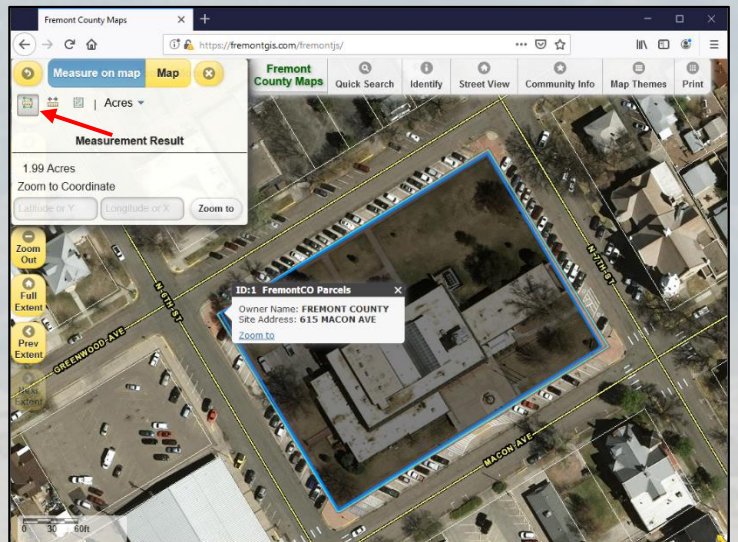 Fremont County Maps
https://fremontgis.com/fremontjs/
Measure on map
Map
Fremont
County Maps
Quick Search
Identify
Street View
Community Info
Map Themes
Print
| Acres
Measurement Result
1.99 Acres
Zoom to Coordinate
Latitude or Y
Longitude or X
Zoom to
Zoom
Out
Full
Extent
Prev
Extent
Next
Extent
N 6TH ST
N 7TH ST
GREENWOOD AVE
MACON AVE
ID:1 FremontCO Parcels
Owner Name: FREMONT COUNTY
Site Address: 615 MACON AVE
Zoom to
0 30 60ft